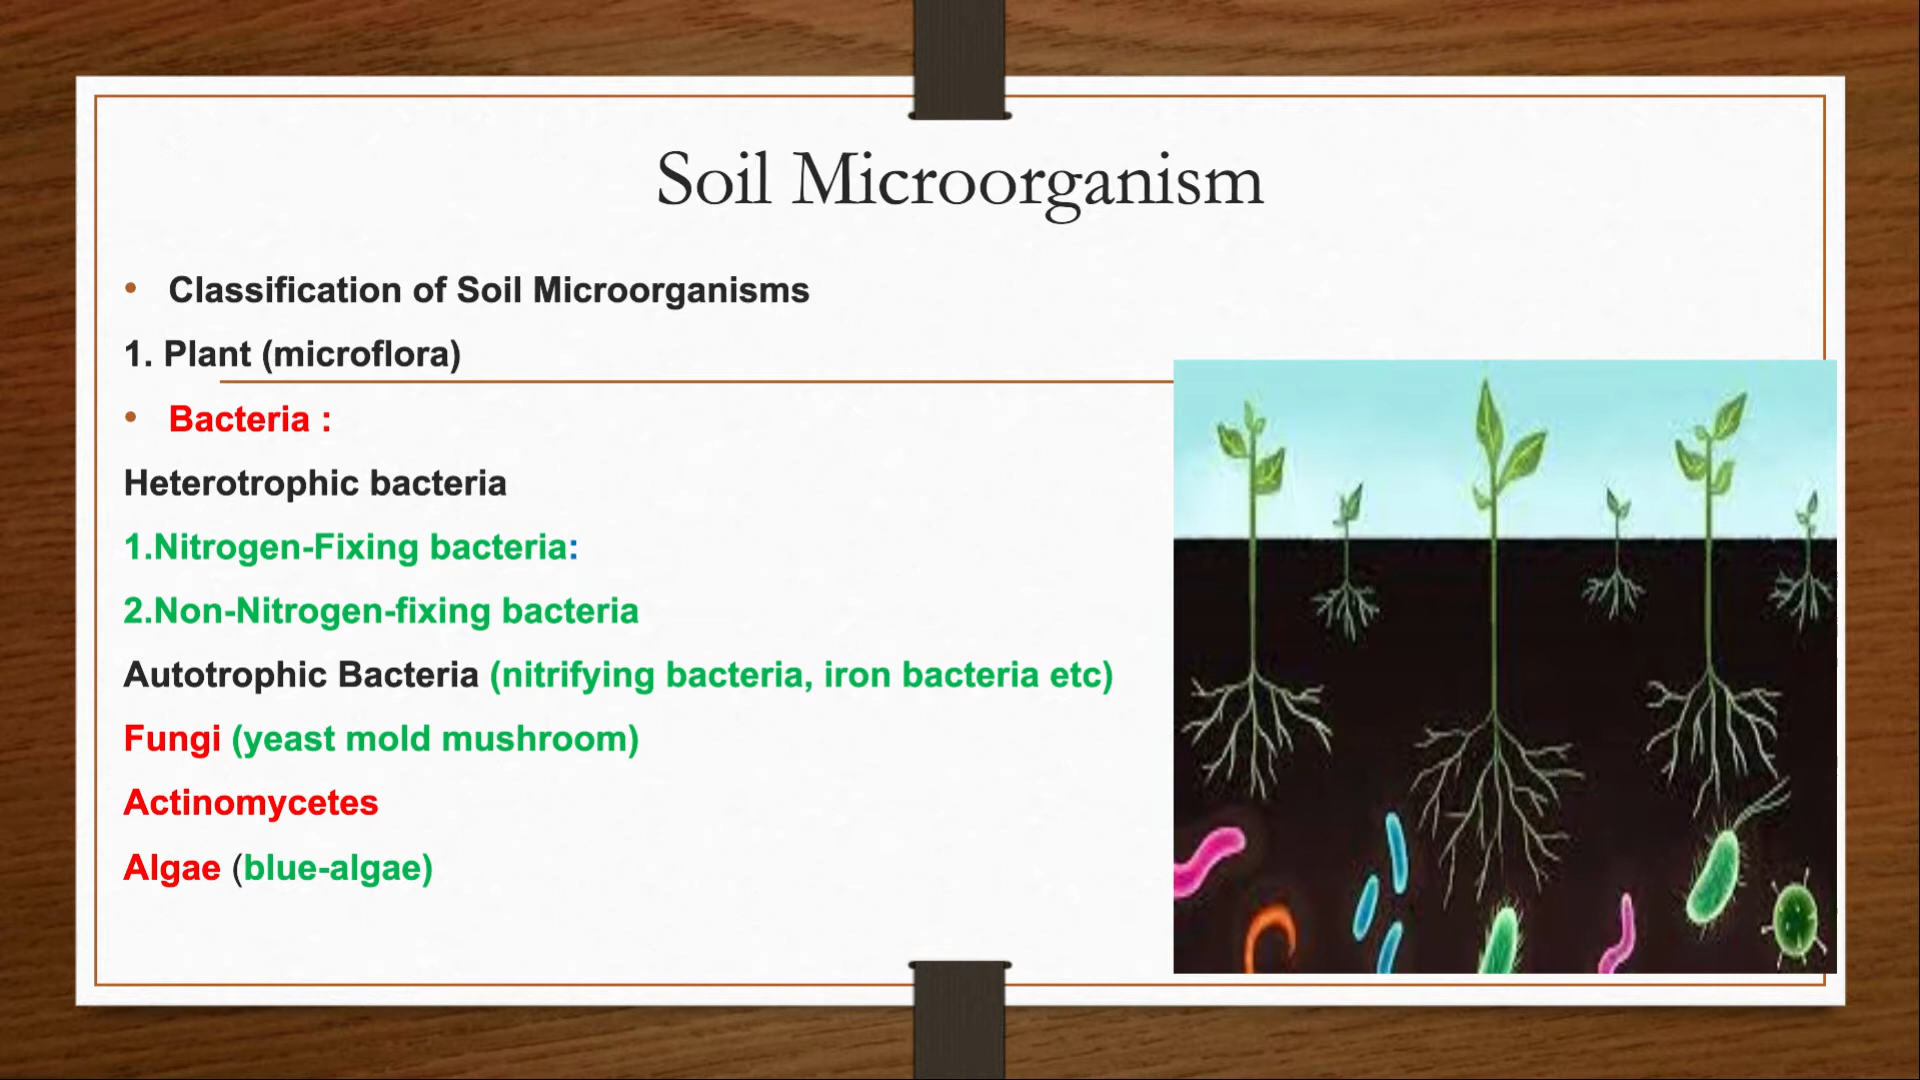 Soil Microorganism
• Classification of Soil Microorganisms
1. Plant (microflora)
• Bacteria :
Heterotrophic bacteria
1.Nitrogen-Fixing bacteria:
2.Non-Nitrogen-fixing bacteria
Autotrophic Bacteria (nitrifying bacteria, iron bacteria etc)
Fungi (yeast mold mushroom)
Actinomycetes
Algae (blue-algae)